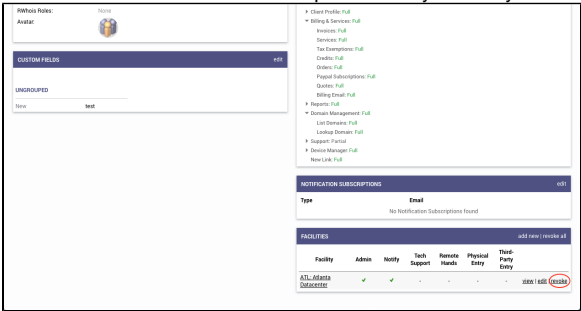 RWhois Roles: None
Avatar:
CUSTOM FIELDS edit
UNGROUPED
New test
Client Profile: Full
Billing & Services: Full
Invoices: Full
Services: Full
Tax Exemptions: Full
Credits: Full
Orders: Full
Paypal Subscriptions: Full
Quotes: Full
Billing Email: Full
Reports: Full
Domain Management: Full
List Domains: Full
Lookup Domain: Full
Support: Partial
Device Manager: Full
New Link: Full
NOTIFICATION SUBSCRIPTIONS edit
Type Email
No Notification Subscriptions found
FACILITIES add new | revoke all
Facility Admin Notify Tech Support Remote Hands Physical Entry Third-Party Entry
ATL: Atlanta Datacenter ✔ ✔ - - - - view | edit | revoke